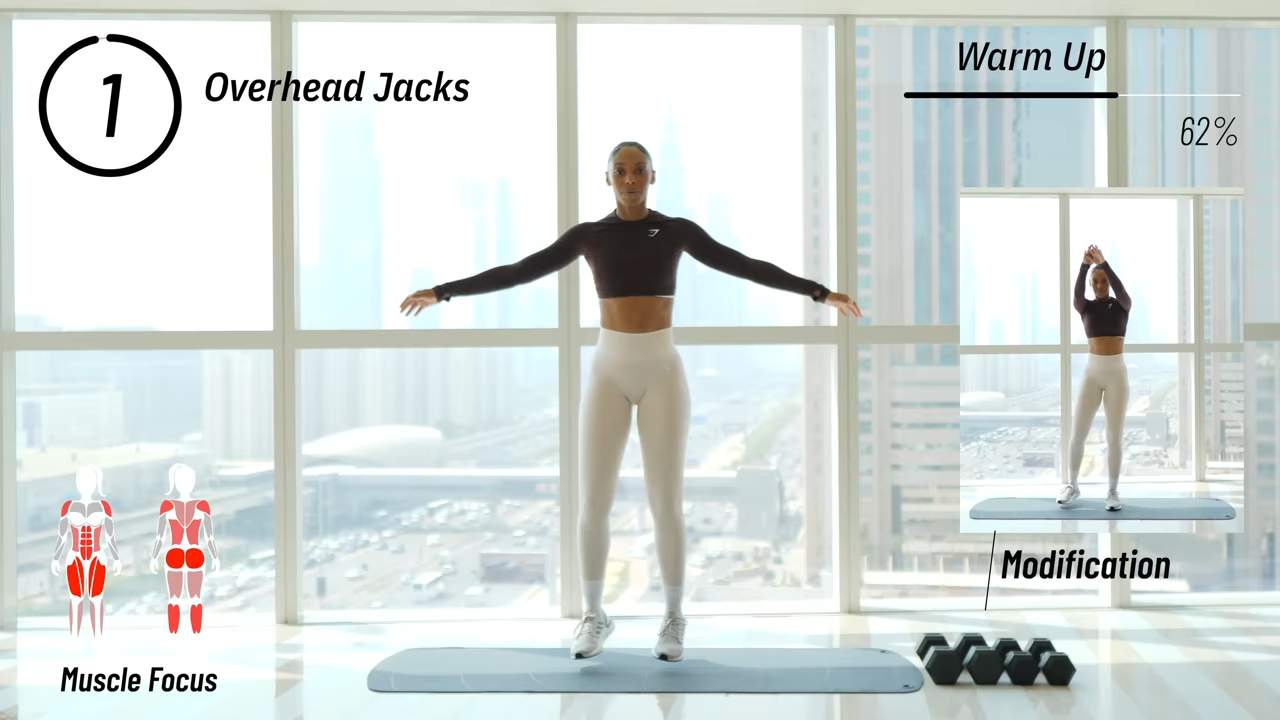 1
Overhead Jacks
Warm Up
62%
Modification
Muscle Focus